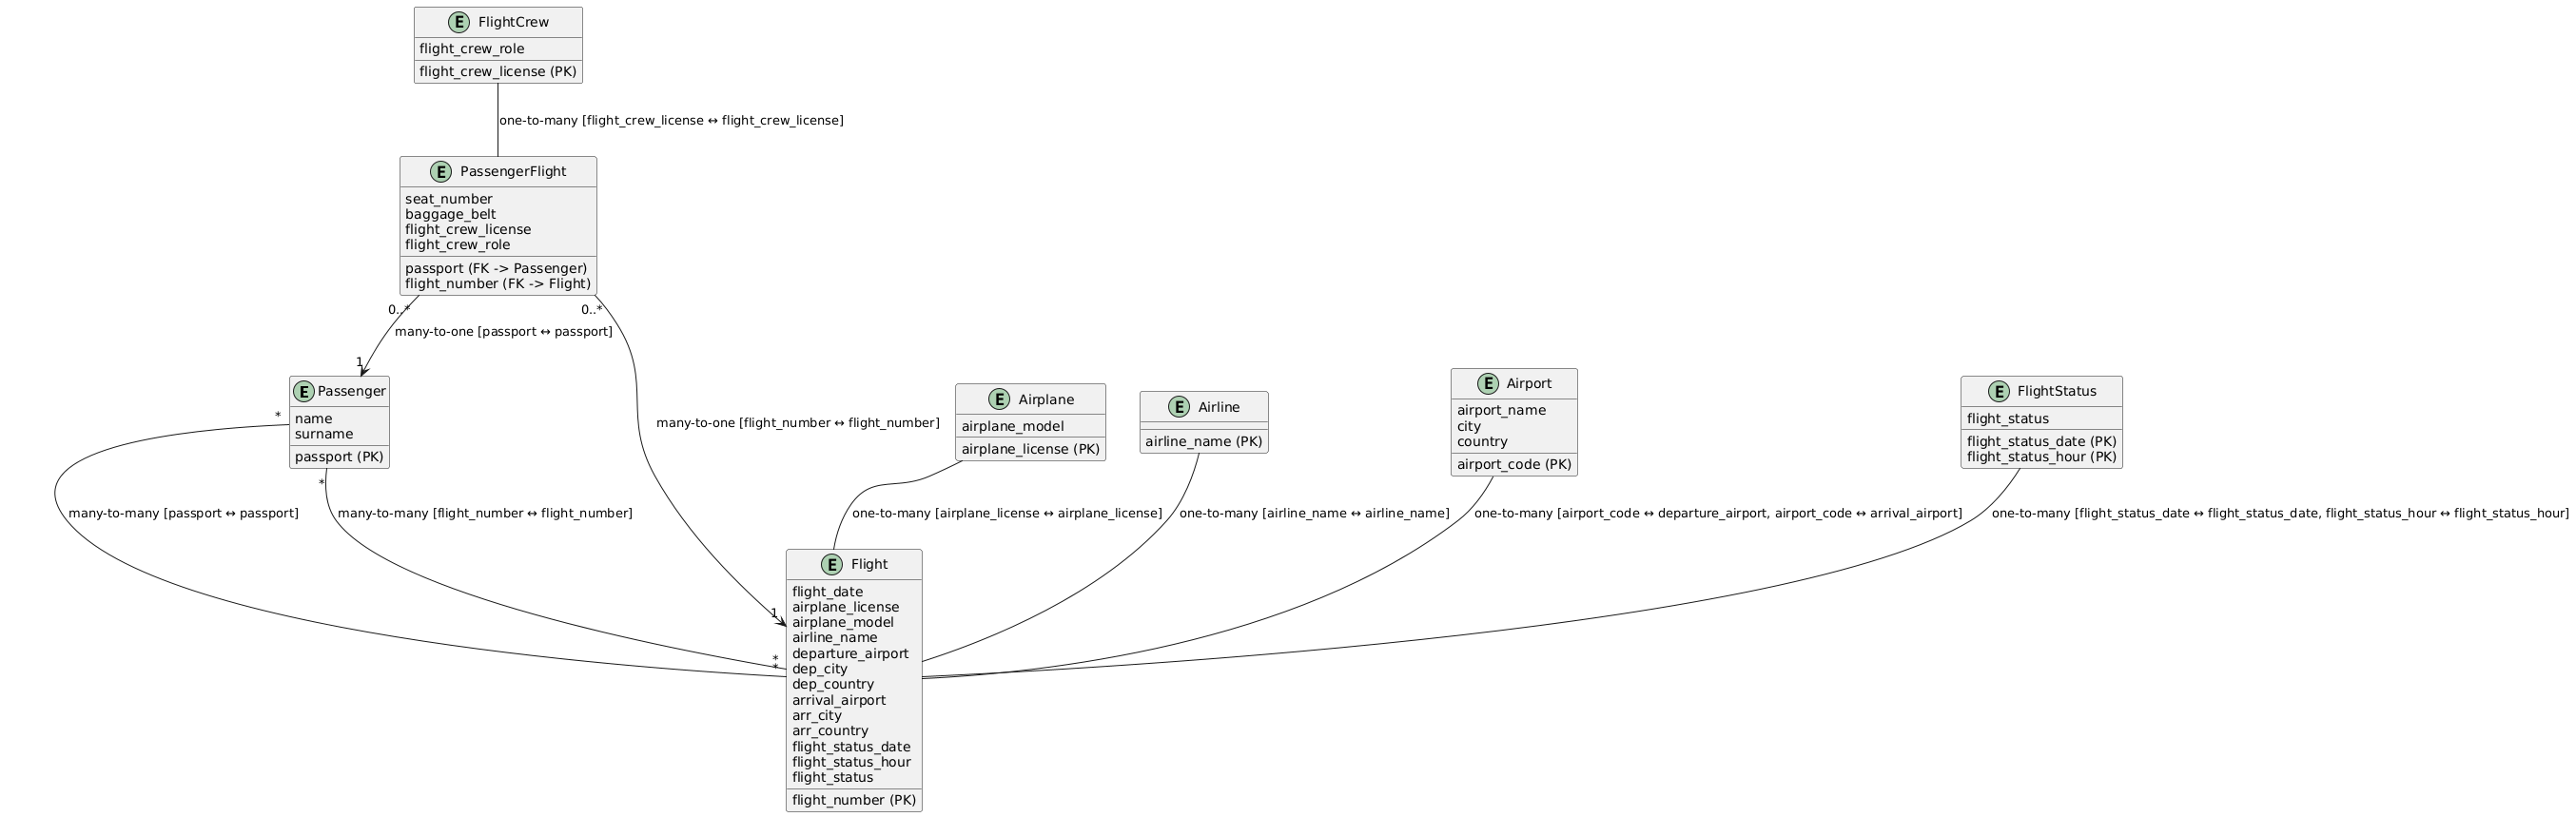 E FlightCrew
flight_crew_role
flight_crew_license (PK)
one-to-many [flight_crew_license ↔ flight_crew_license]
E PassengerFlight
seat_number
baggage_belt
flight_crew_license
flight_crew_role
passport (FK -> Passenger)
flight_number (FK -> Flight)
0..*
0..*
many-to-one [passport ↔ passport]
1
many-to-one [flight_number ↔ flight_number]
1
E Passenger
name
surname
passport (PK)
*
*
E Airplane
airplane_model
airplane_license (PK)
E Airline
airline_name (PK)
E Airport
airport_name
city
country
airport_code (PK)
E FlightStatus
flight_status
flight_status_date (PK)
flight_status_hour (PK)
many-to-many [passport ↔ passport]
many-to-many [flight_number ↔ flight_number]
one-to-many [airplane_license ↔ airplane_license]
one-to-many [airline_name ↔ airline_name]
one-to-many [airport_code ↔ departure_airport, airport_code ↔ arrival_airport]
one-to-many [flight_status_date ↔ flight_status_date, flight_status_hour ↔ flight_status_hour]
*
*
E Flight
flight_date
airplane_license
airplane_model
airline_name
departure_airport
dep_city
dep_country
arrival_airport
arr_city
arr_country
flight_status_date
flight_status_hour
flight_status
flight_number (PK)